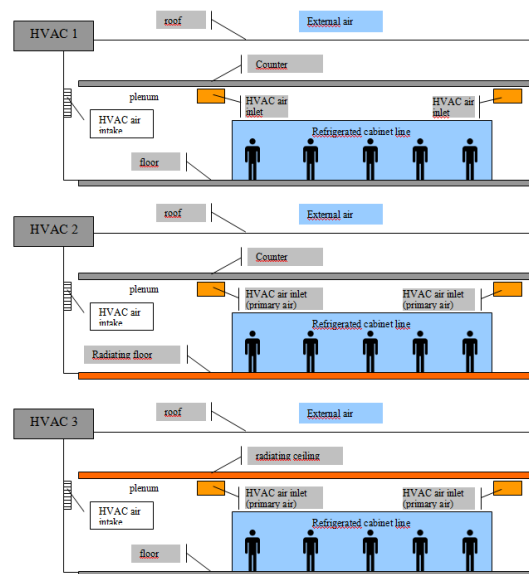 roof
External air
HVAC 1
Counter
plenum
HVAC air
inlet
HVAC air
inlet
HVAC air
intake
Refrigerated cabinet line
floor
roof
External air
HVAC 2
Counter
plenum
HVAC air inlet
(primary air)
HVAC air inlet
(primary air)
HVAC air
intake
Refrigerated cabinet line
Radiating floor
roof
External air
HVAC 3
radiating ceiling
plenum
HVAC air inlet
(primary air)
HVAC air inlet
(primary air)
HVAC air
intake
Refrigerated cabinet line
floor